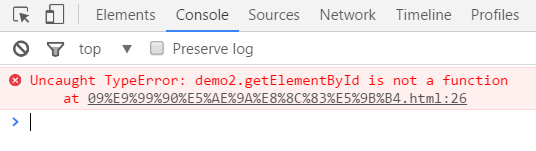 Elements Console Sources Network Timeline Profiles
top Preserve log
Uncaught TypeError: demo2.getElementById is not a function
at 09%E9%99%90%E5%AE%9A%E8%8C%83%E5%9B%B4.html:26
>